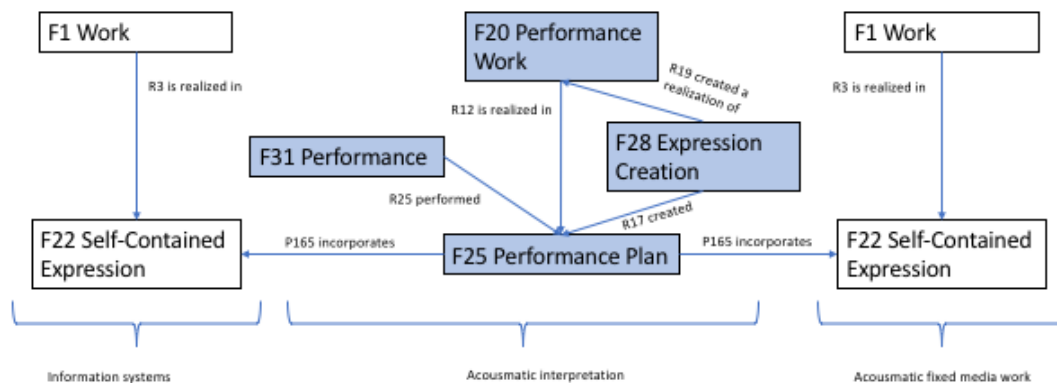 F1 Work
F20 Performance
Work
F1 Work
R3 is realized in
R19 created a
realization of
R3 is realized in
R12 is realized in
F31 Performance
F28 Expression
Creation
R25 performed
R17 created
F22 Self-Contained
Expression
P165 incorporates
F25 Performance Plan
P165 incorporates
F22 Self-Contained
Expression
Information systems
Acousmatic interpretation
Acousmatic fixed media work